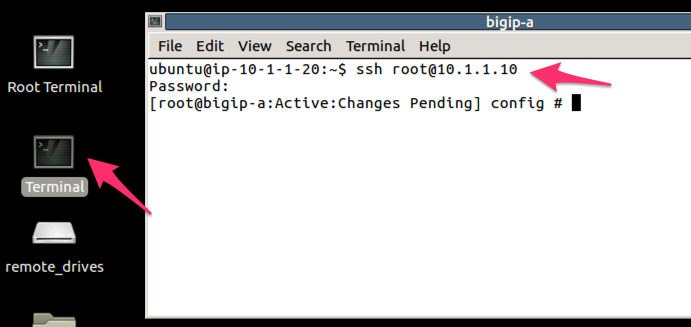 Root Terminal
Terminal
remote_drives
bigip-a
File Edit View Search Terminal Help
ubuntu@ip-10-1-1-20:~$ ssh root@10.1.1.10
Password:
[root@bigip-a:Active:Changes Pending] config #